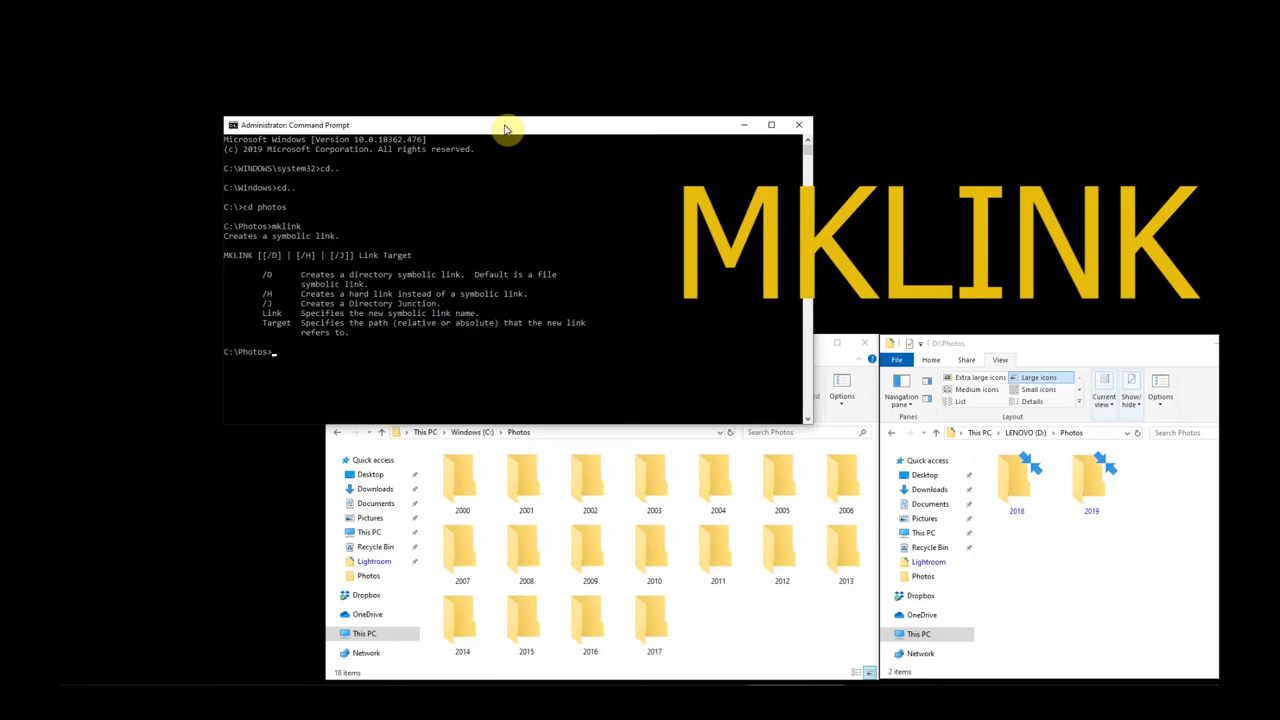 Administrator: Command Prompt
Microsoft Windows [Version 10.0.18362.476]
(c) 2019 Microsoft Corporation. All rights reserved.
C:\WINDOWS\system32>cd..
C:\Windows>cd..
C:\>cd photos
C:\Photos>mklink
Creates a symbolic link.
MKLINK [[/D] | [/H] | [/J]] Link Target
/D Creates a directory symbolic link. Default is a file
symbolic link.
/H Creates a hard link instead of a symbolic link.
/J Creates a Directory Junction.
Link Specifies the new symbolic link name.
Target Specifies the path (relative or absolute) that the new link
refers to.
C:\Photos>
MKLINK
Options
This PC Windows (C:) Photos Search Photos
Quick access
Desktop
Downloads
Documents
Pictures
This PC
Recycle Bin
Lightroom
Photos
Dropbox
OneDrive
This PC
Network
2000 2001 2002 2003 2004 2005 2006
2007 2008 2009 2010 2011 2012 2013
2014 2015 2016 2017
18 items
D:\Photos
File Home Share View
Navigation pane
Panes
Extra large icons Large icons
Medium icons Small icons
List Details
Layout
Current view
Show/hide
Options
This PC LENOVO (D:) Photos Search Photos
Quick access
Desktop
Downloads
Documents
Pictures
This PC
Recycle Bin
Lightroom
Photos
Dropbox
OneDrive
This PC
Network
2018 2019
2 items